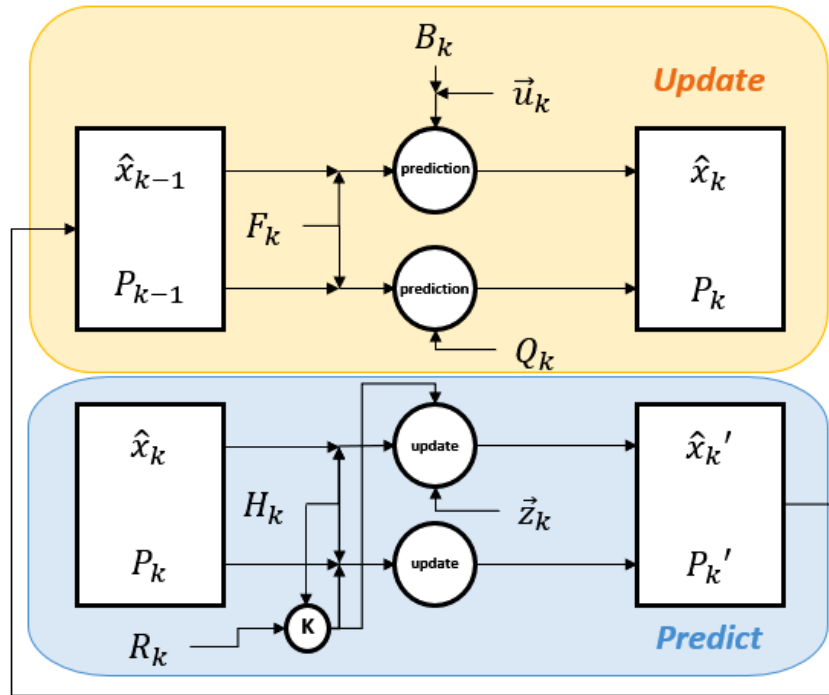 B_k
Update
u⃗_k
x̂_{k-1}
prediction
x̂_k
F_k
P_{k-1}
prediction
P_k
Q_k
x̂_k
update
x̂_k'
H_k
z⃗_k
P_k
update
P_k'
K
R_k
Predict